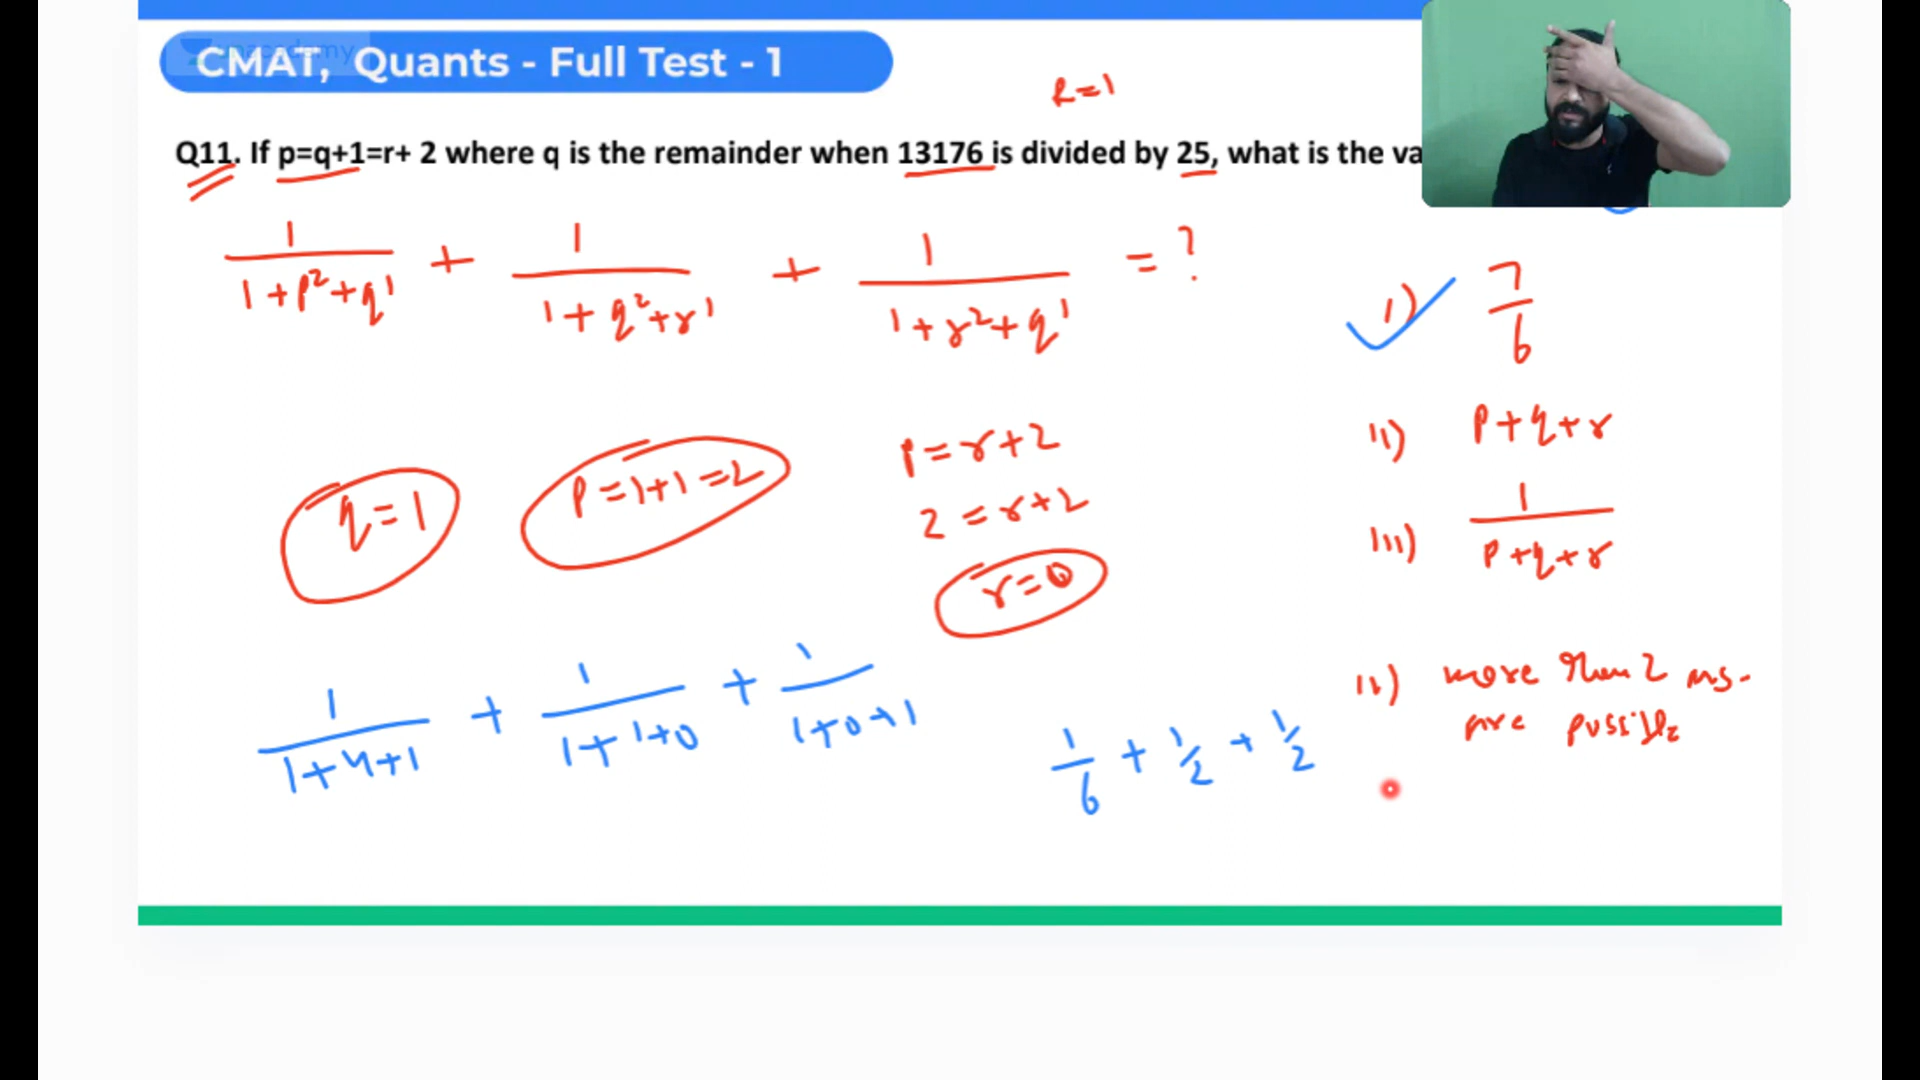 CMAT, Quants - Full Test - 1
R=1
Q11. If p=q+1=r+ 2 where q is the remainder when 13176 is divided by 25, what is the va
1/(1+p²+q¹) + 1/(1+q²+r¹) + 1/(1+r²+q¹) = ?
i) 7/6
ii) p+q+r
iii) 1/(p+q+r)
iv) more than 2 ans.
are possible
q=1
p=1+1=2
p=r+2
2=r+2
r=0
1/(1+4+1) + 1/(1+1+0) + 1/(1+0+1)
1/6 + 1/2 + 1/2